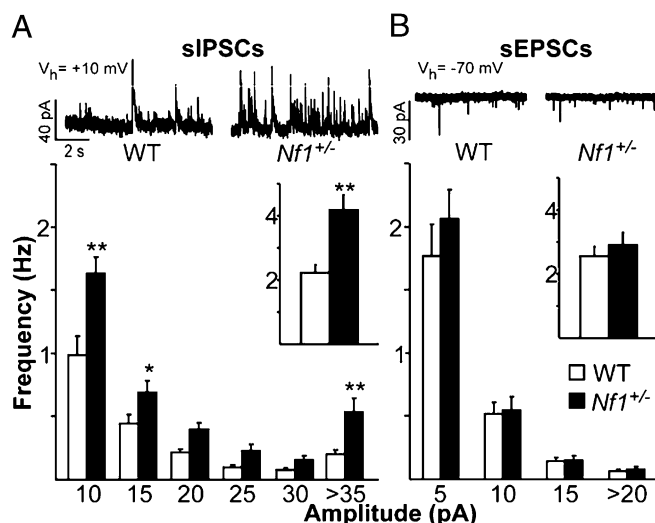 A
sIPSCs
Vh= +10 mV
40 pA
2 s
WT
Nf1+/-
B
sEPSCs
Vh= -70 mV
30 pA
WT
Nf1+/-
Frequency (Hz)
2
1
**
*
**
4
2
**
10 15 20 25 30 >35
2
1
4
2
WT
Nf1+/-
5 10 15 >20
Amplitude (pA)